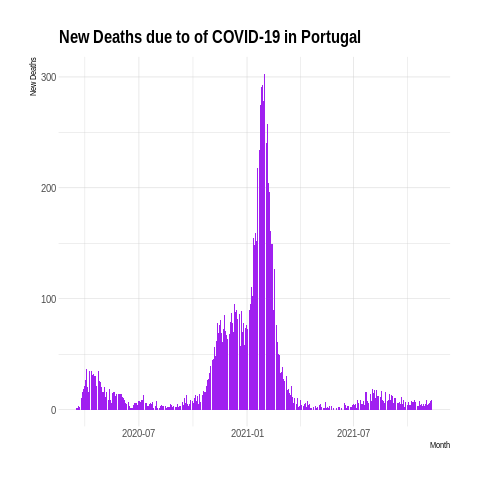 New Deaths due to of COVID-19 in Portugal
New Deaths
300
200
100
0
2020-07
2021-01
2021-07
Month